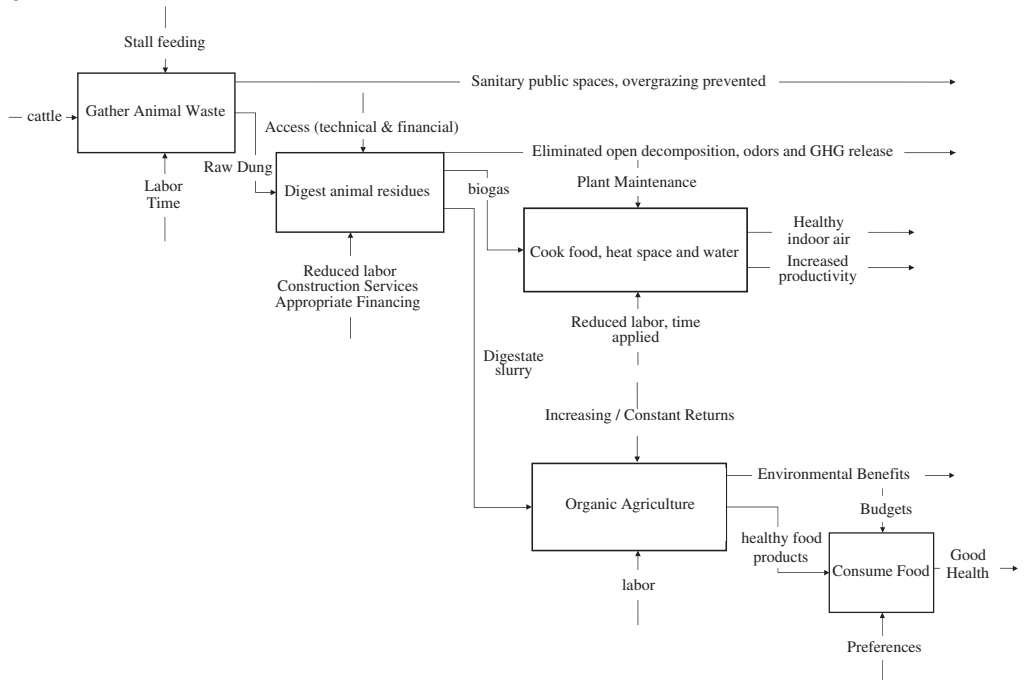 Stall feeding
Sanitary public spaces, overgrazing prevented
cattle
Gather Animal Waste
Access (technical & financial)
Raw Dung
Labor
Time
Eliminated open decomposition, odors and GHG release
Digest animal residues
biogas
Plant Maintenance
Cook food, heat space and water
Healthy
indoor air
Increased
productivity
Reduced labor
Construction Services
Appropriate Financing
Reduced labor, time
applied
Digestate
slurry
Increasing / Constant Returns
Organic Agriculture
Environmental Benefits
Budgets
healthy food
products
Consume Food
Good
Health
labor
Preferences